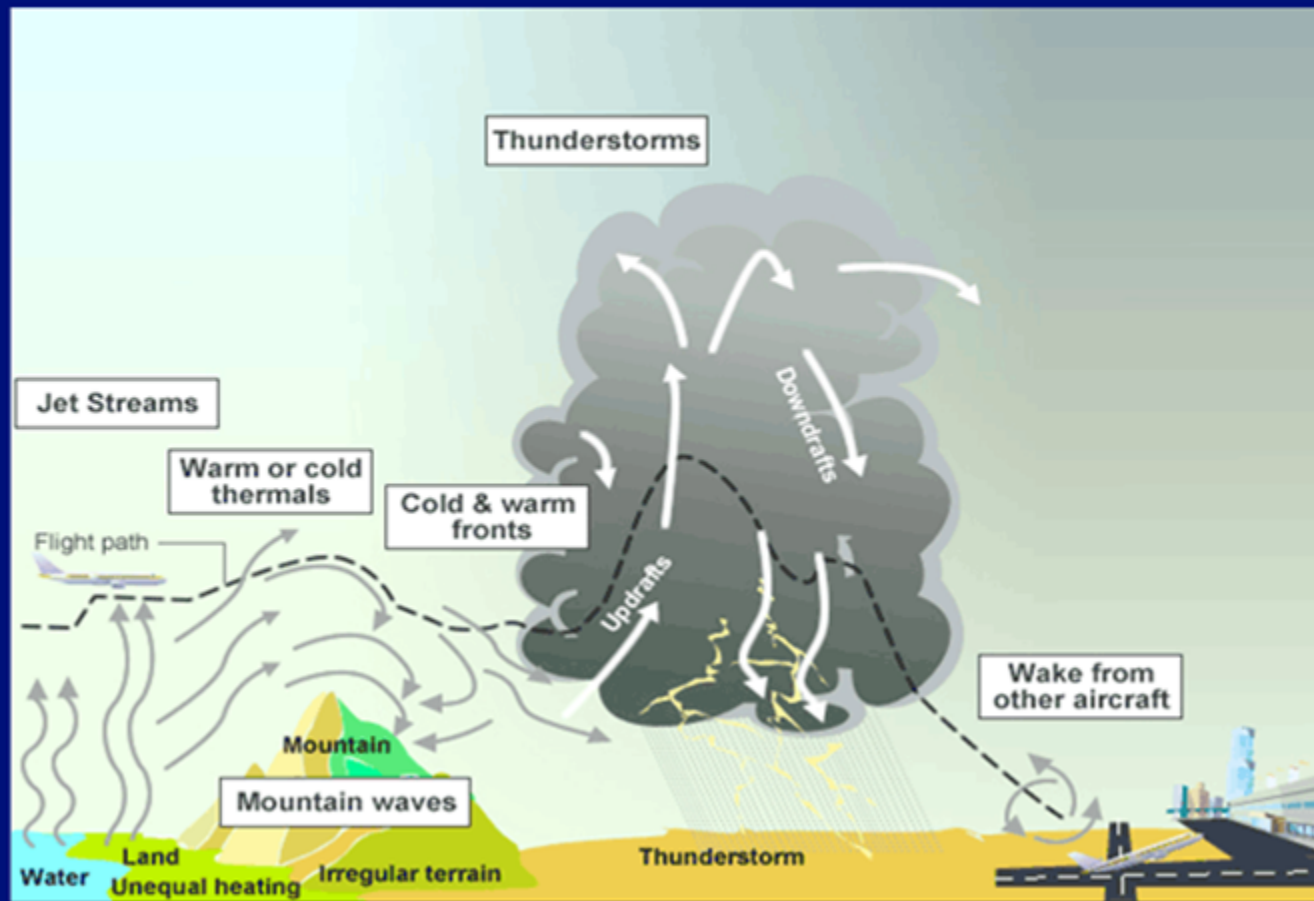 Thunderstorms
Jet Streams
Warm or cold
thermals
Cold & warm
fronts
Flight path
Downdrafts
Updrafts
Wake from
other aircraft
Mountain
Mountain waves
Water
Land
Unequal heating
Irregular terrain
Thunderstorm